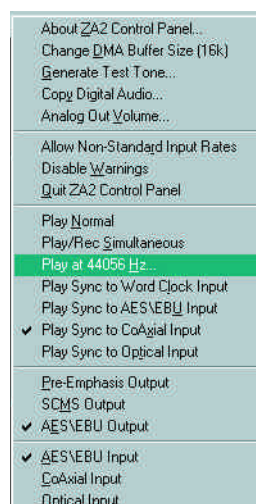 About ZA2 Control Panel...
Change DMA Buffer Size (16k)
Generate Test Tone...
Copy Digital Audio...
Analog Out Volume...
Allow Non-Standard Input Rates
Disable Warnings
Quit ZA2 Control Panel
Play Normal
Play/Rec Simultaneous
Play at 44056 Hz...
Play Sync to Word Clock Input
Play Sync to AES\EBU Input
Play Sync to CoAxial Input
Play Sync to Optical Input
Pre-Emphasis Output
SCMS Output
AES\EBU Output
AES\EBU Input
CoAxial Input
Optical Input